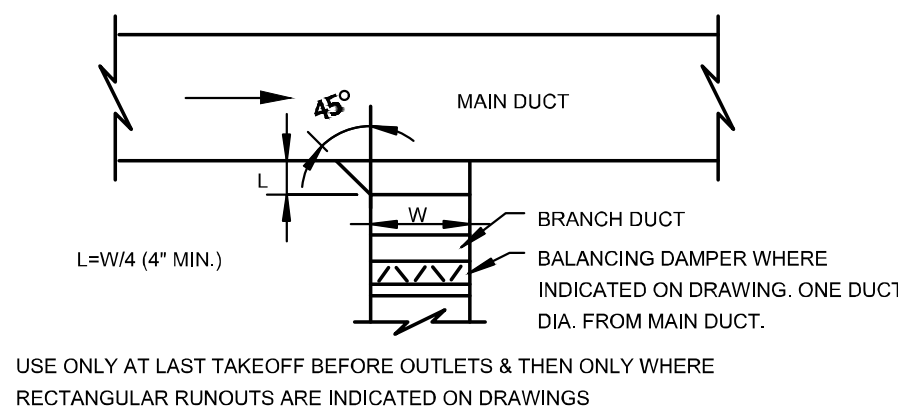 45°
MAIN DUCT
L
W
BRANCH DUCT
L=W/4 (4" MIN.)
BALANCING DAMPER WHERE
INDICATED ON DRAWING. ONE DUCT
DIA. FROM MAIN DUCT.
USE ONLY AT LAST TAKEOFF BEFORE OUTLETS & THEN ONLY WHERE
RECTANGULAR RUNOUTS ARE INDICATED ON DRAWINGS